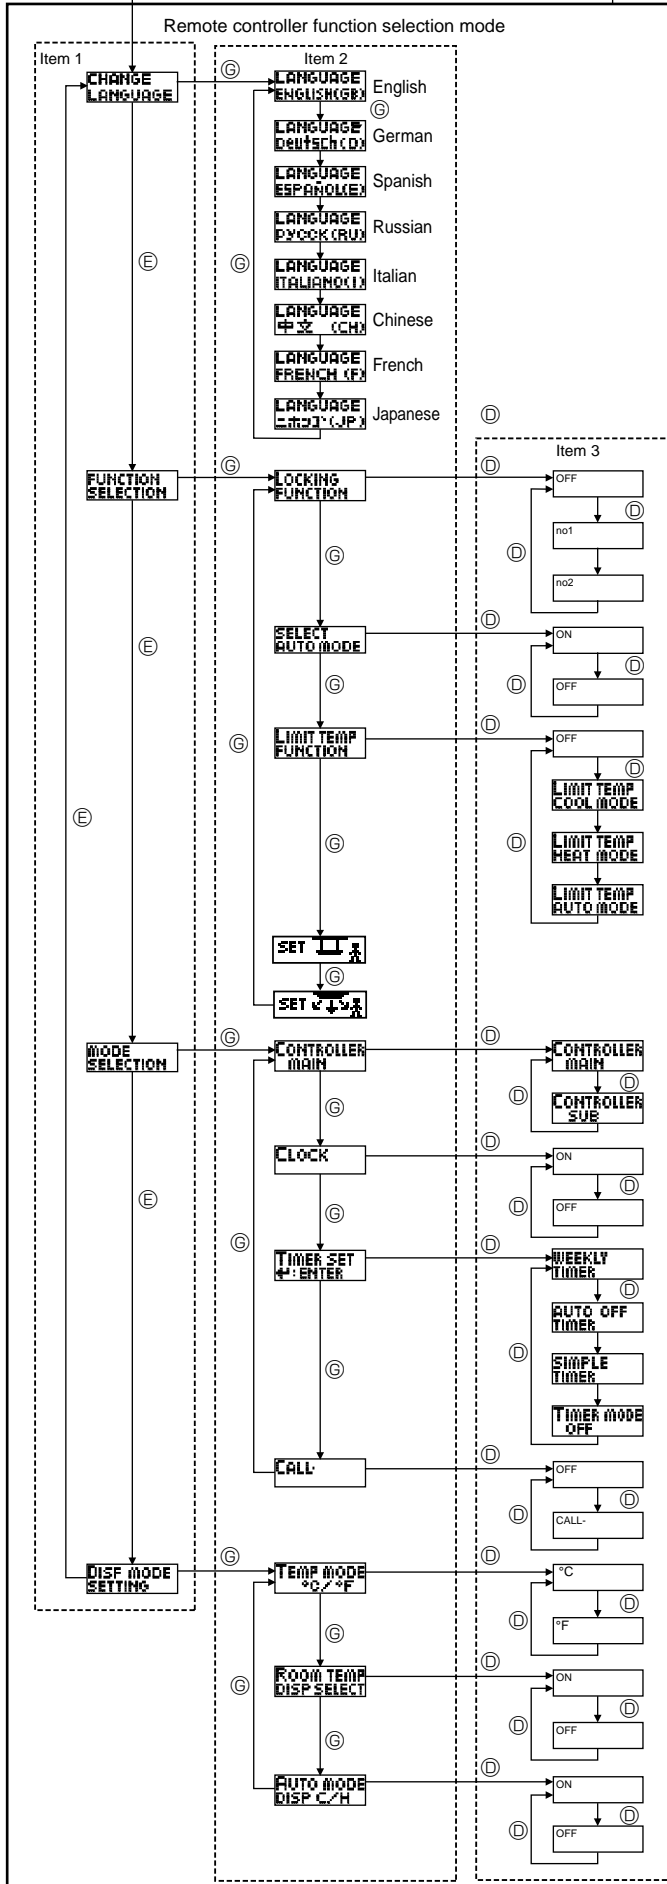 Remote controller function selection mode
Item 1
Item 2
CHANGE
LANGUAGE
Ⓖ
LANGUAGE
ENGLISH(GB)
English
Ⓖ
LANGUAGE
Deutsch(D)
German
LANGUAGE
ESPAÑOL(E)
Spanish
LANGUAGE
РУССК(RU)
Russian
Ⓔ
Ⓖ
LANGUAGE
ITALIANO(I)
Italian
LANGUAGE
中文 (CH)
Chinese
LANGUAGE
FRENCH (F)
French
LANGUAGE
ニホンゴ(JP)
Japanese
Ⓓ
Item 3
FUNCTION
SELECTION
Ⓖ
LOCKING
FUNCTION
Ⓓ
OFF
Ⓓ
no1
Ⓓ
Ⓖ
no2
Ⓔ
SELECT
AUTO MODE
Ⓓ
ON
Ⓓ
Ⓖ
Ⓓ
OFF
Ⓖ
LIMIT TEMP
FUNCTION
Ⓓ
OFF
Ⓓ
LIMIT TEMP
COOL MODE
Ⓔ
Ⓖ
Ⓓ
LIMIT TEMP
HEAT MODE
LIMIT TEMP
AUTO MODE
SET
Ⓖ
SET
MODE
SELECTION
Ⓖ
CONTROLLER
MAIN
Ⓓ
CONTROLLER
MAIN
Ⓓ
Ⓖ
Ⓓ
CONTROLLER
SUB
CLOCK
Ⓓ
ON
Ⓓ
Ⓔ
Ⓖ
Ⓓ
OFF
Ⓖ
TIMER SET
↵:ENTER
Ⓓ
WEEKLY
TIMER
Ⓓ
AUTO OFF
TIMER
Ⓓ
SIMPLE
TIMER
Ⓖ
TIMER MODE
OFF
CALL-
Ⓓ
OFF
Ⓓ
Ⓓ
CALL-
DISP MODE
SETTING
Ⓖ
TEMP MODE
°C/°F
Ⓓ
°C
Ⓓ
Ⓖ
Ⓓ
°F
Ⓖ
ROOM TEMP
DISP SELECT
Ⓓ
ON
Ⓓ
Ⓖ
Ⓓ
OFF
AUTO MODE
DISP C/H
Ⓓ
ON
Ⓓ
Ⓓ
OFF